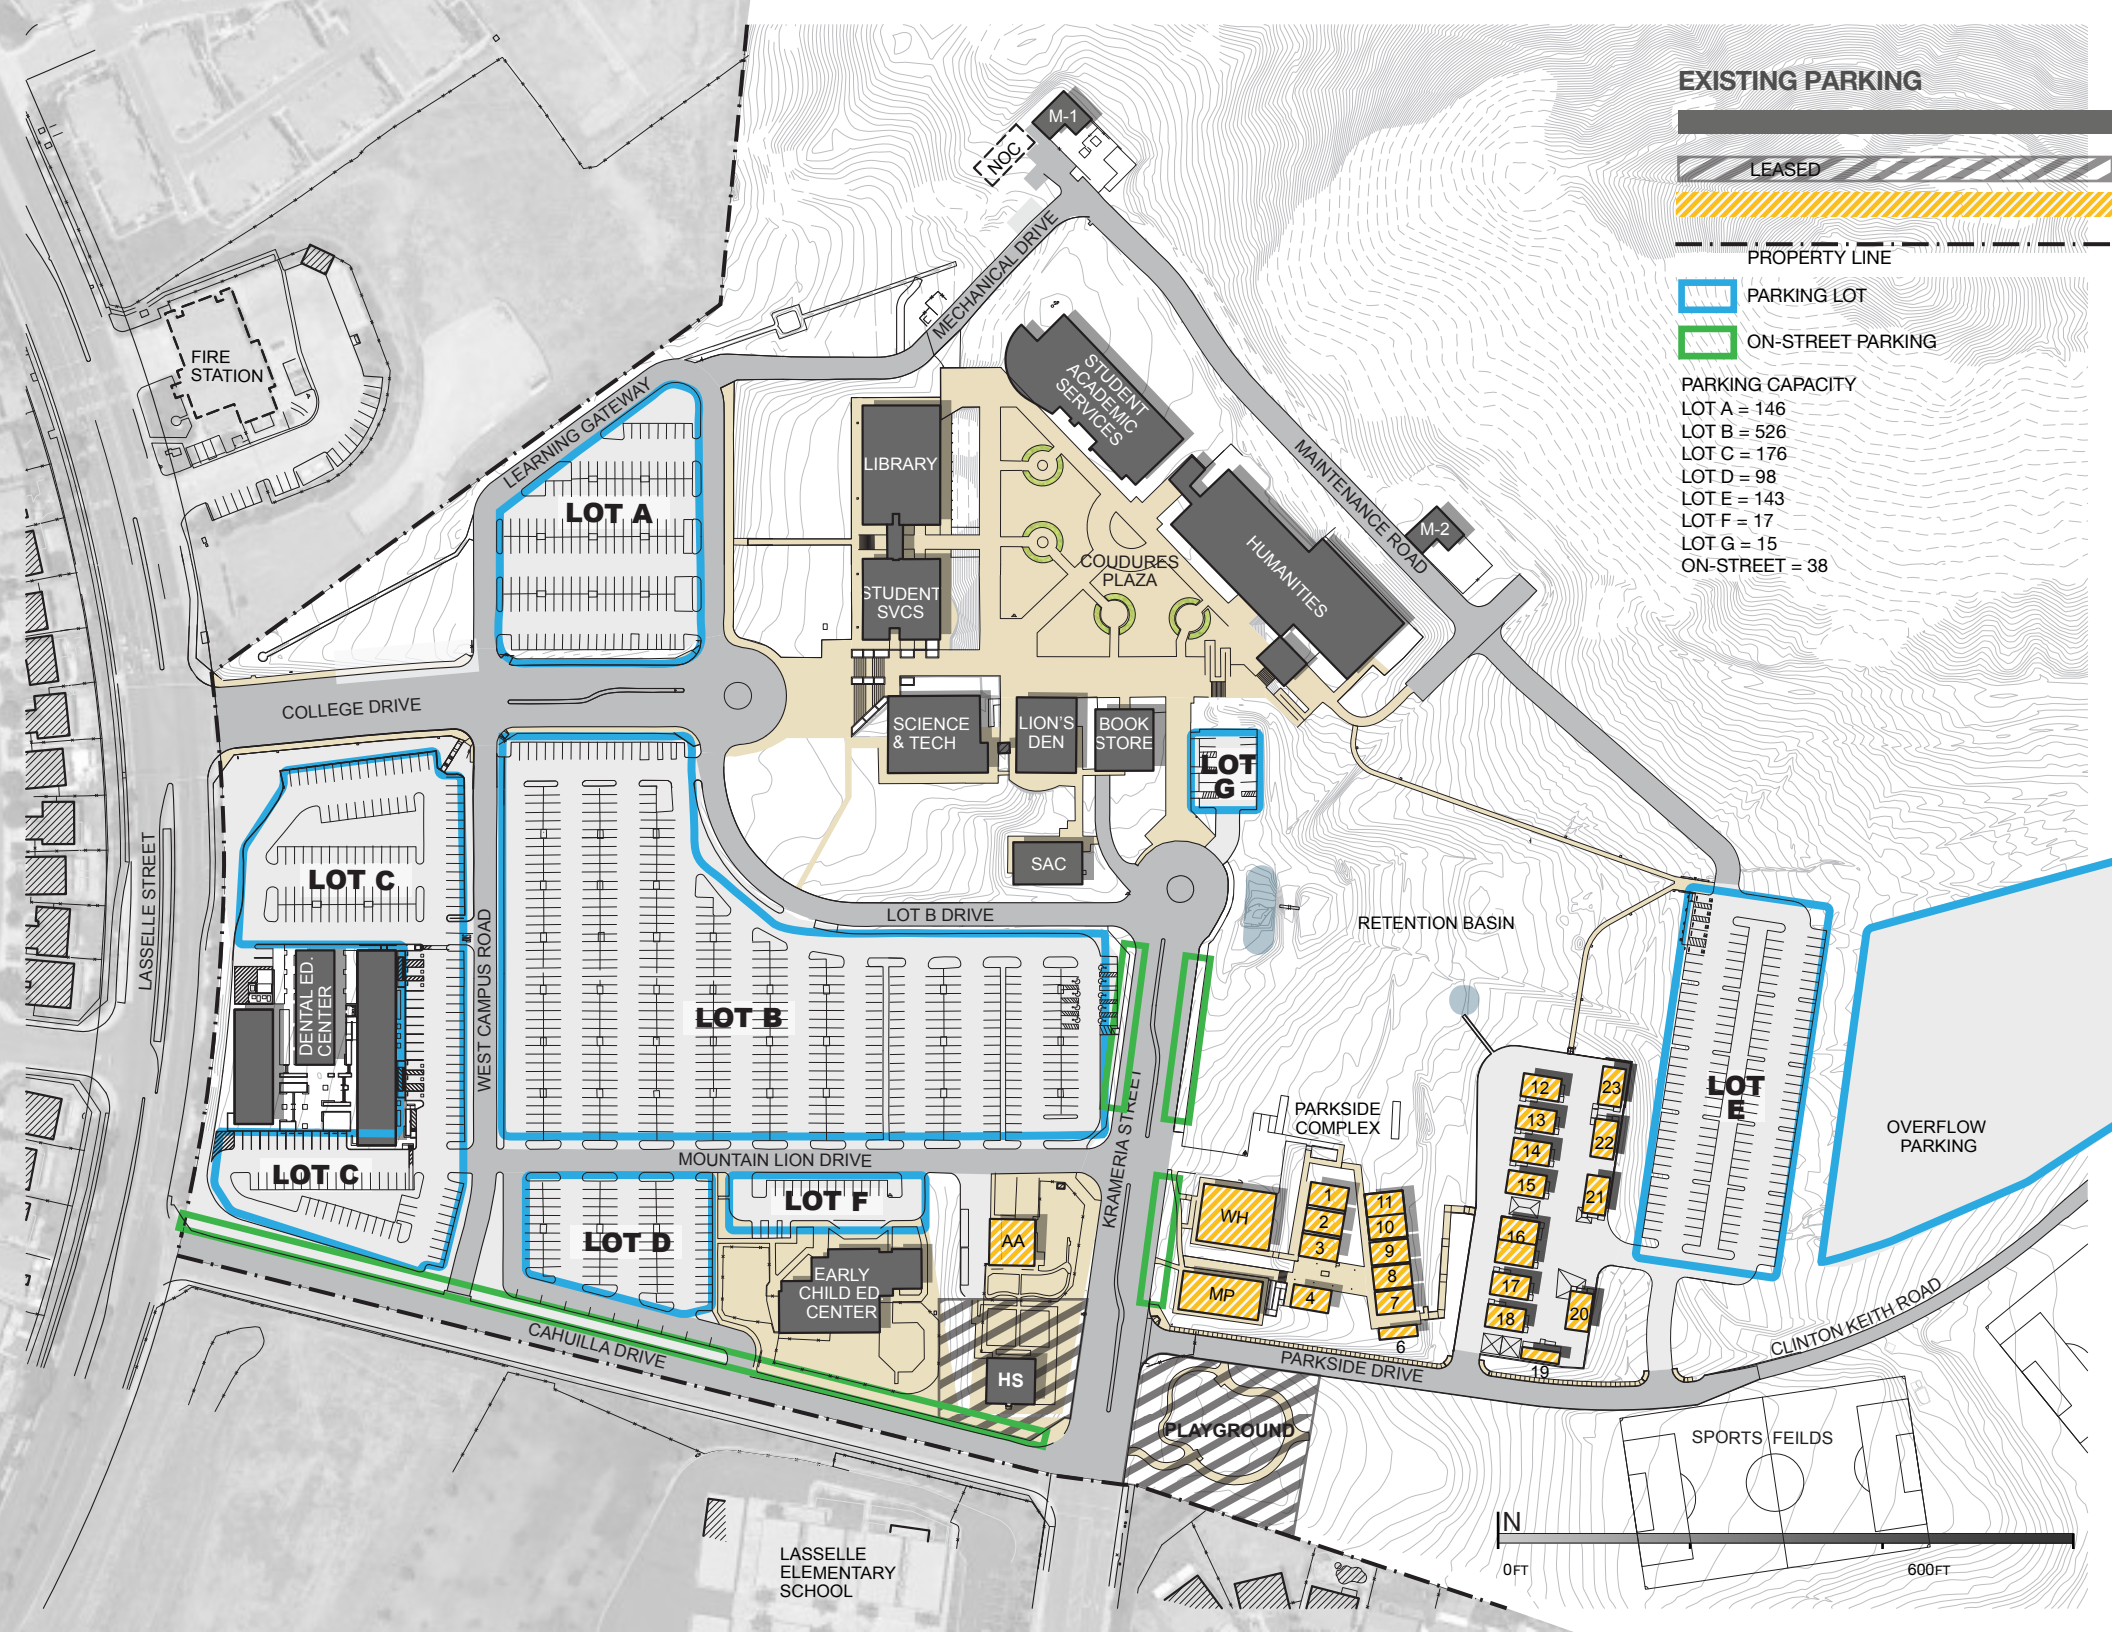 EXISTING PARKING
LEASED
PROPERTY LINE
PARKING LOT
ON-STREET PARKING
PARKING CAPACITY
LOT A = 146
LOT B = 526
LOT C = 176
LOT D = 98
LOT E = 143
LOT F = 17
LOT G = 15
ON-STREET = 38
M-1
NOC
MECHANICAL DRIVE
FIRE
STATION
LEARNING GATEWAY
STUDENT
ACADEMIC
SERVICES
LIBRARY
MAINTENANCE ROAD
LOT A
M-2
HUMANITIES
COUDURES
PLAZA
STUDENT
SVCS
COLLEGE DRIVE
SCIENCE
& TECH
LION'S
DEN
BOOK
STORE
LOT
G
LASSELLE STREET
LOT C
SAC
LOT B DRIVE
RETENTION BASIN
WEST CAMPUS ROAD
DENTAL ED.
CENTER
LOT B
KRAMERIA STREET
PARKSIDE
COMPLEX
12
23
13
22
14
15
21
16
17
18
20
19
LOT
E
OVERFLOW
PARKING
MOUNTAIN LION DRIVE
LOT C
LOT F
LOT D
AA
WH
MP
1
2
3
4
11
10
9
8
7
6
EARLY
CHILD ED
CENTER
HS
CAHUILLA DRIVE
PARKSIDE DRIVE
CLINTON KEITH ROAD
PLAYGROUND
SPORTS FEILDS
N
0FT
600FT
LASSELLE
ELEMENTARY
SCHOOL